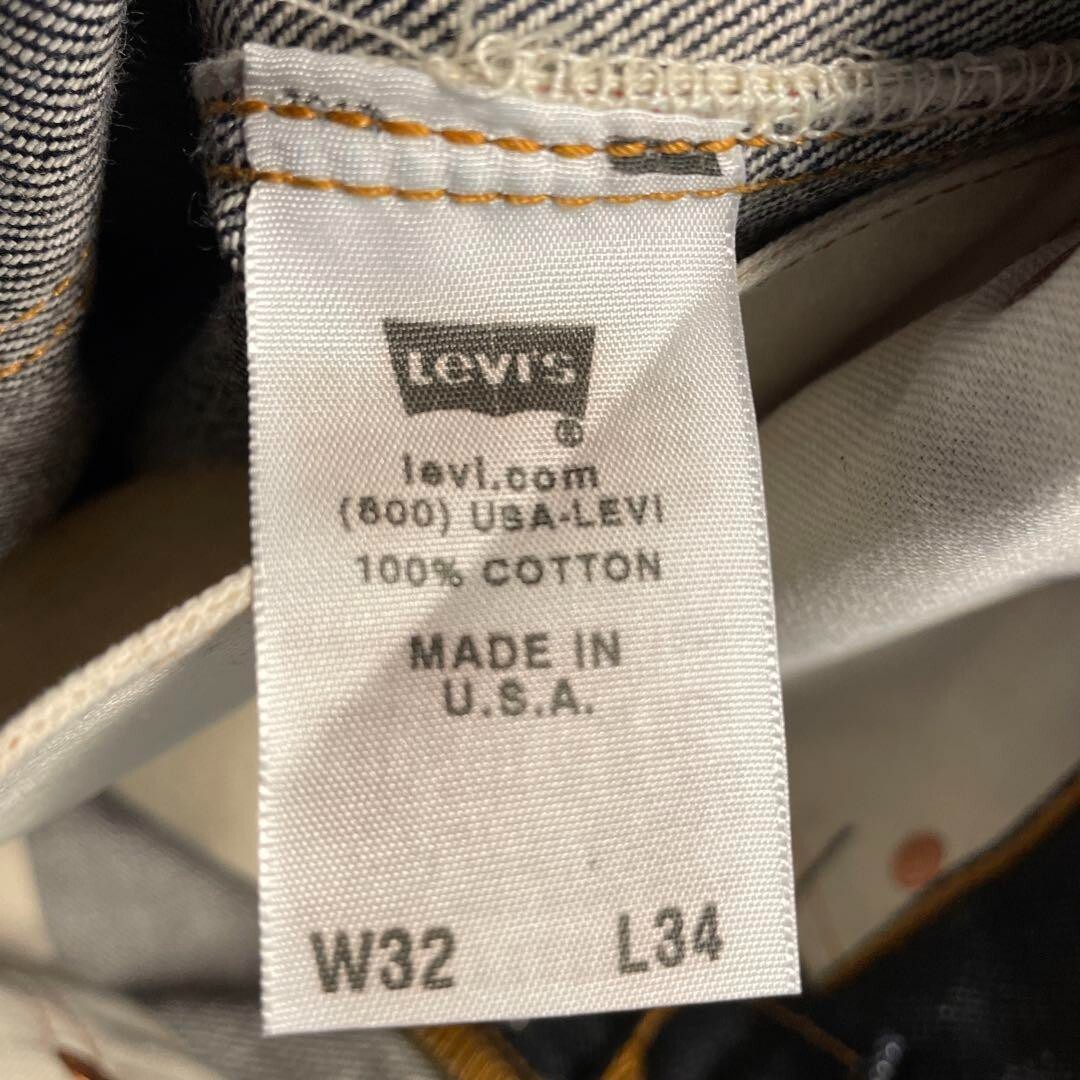 LEVI'S
®
levi.com
(800) USA-LEVI
100% COTTON
MADE IN
U.S.A.
W32 L34